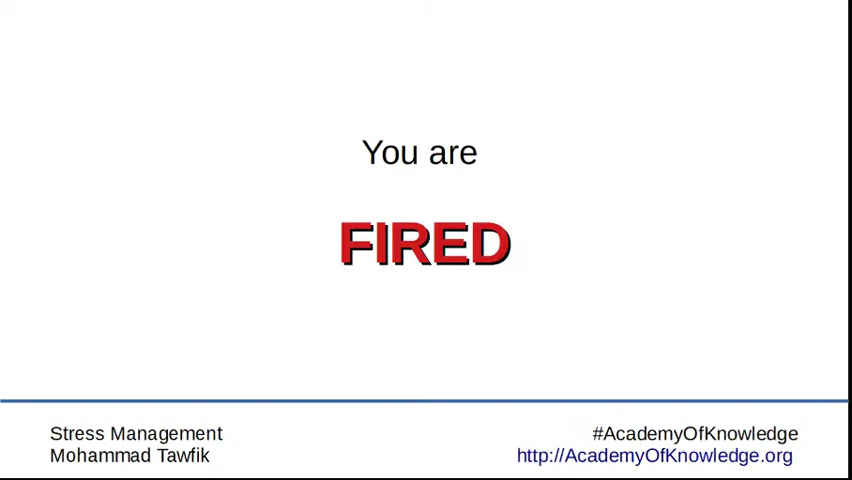 You are
FIRED
Stress Management
Mohammad Tawfik
#AcademyOfKnowledge
http://AcademyOfKnowledge.org